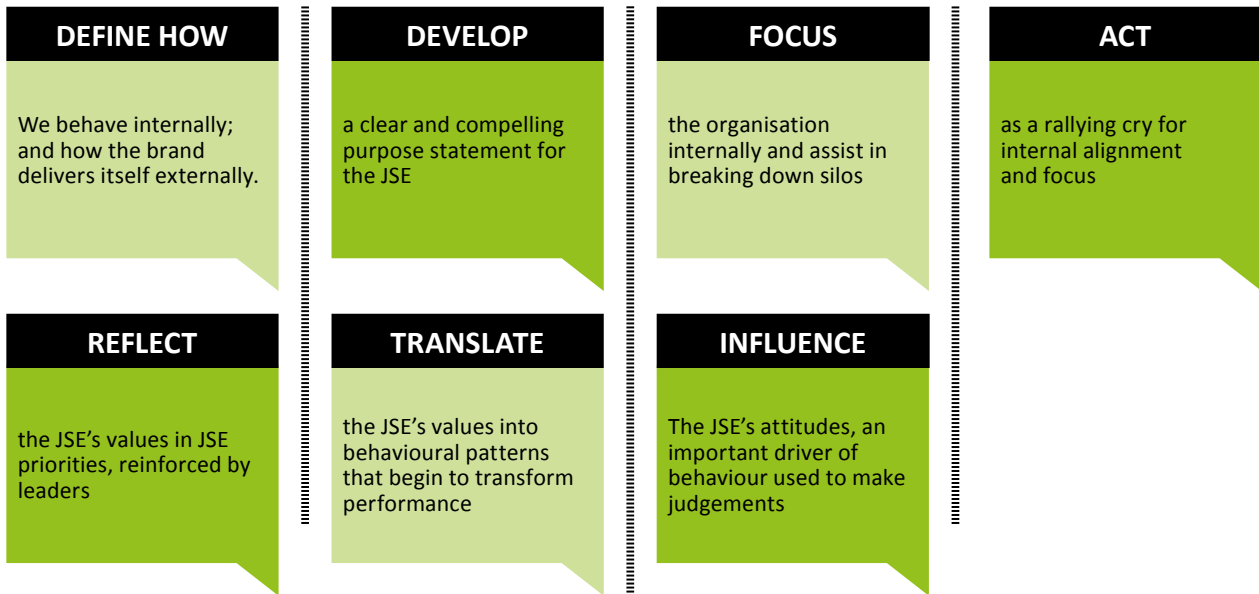 DEFINE HOW
We behave internally;
and how the brand
delivers itself externally.
DEVELOP
a clear and compelling
purpose statement for
the JSE
FOCUS
the organisation
internally and assist in
breaking down silos
ACT
as a rallying cry for
internal alignment
and focus
REFLECT
the JSE’s values in JSE
priorities, reinforced by
leaders
TRANSLATE
the JSE’s values into
behavioural patterns
that begin to transform
performance
INFLUENCE
The JSE’s attitudes, an
important driver of
behaviour used to make
judgements